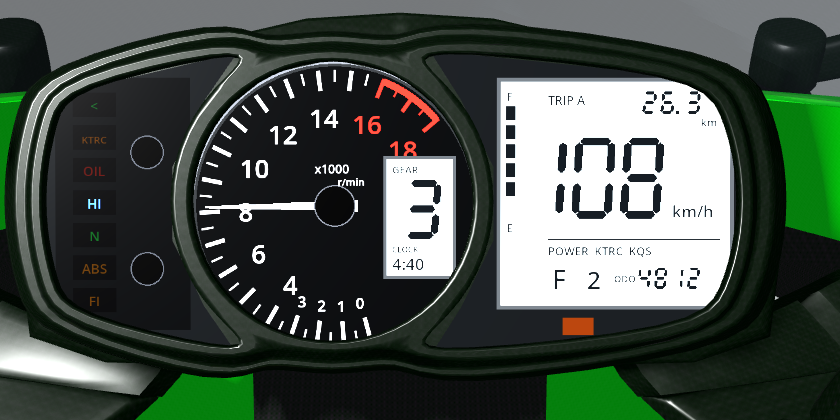 <
KTRC
OIL
HI
N
ABS
FI
18
16
14
12
10
8
6
4
3 2 1 0
x1000
r/min
GEAR
3
CLOCK
4:40
F
E
TRIP A 26.3
km
108 km/h
POWER KTRC KQS
F 2 ODO 4812